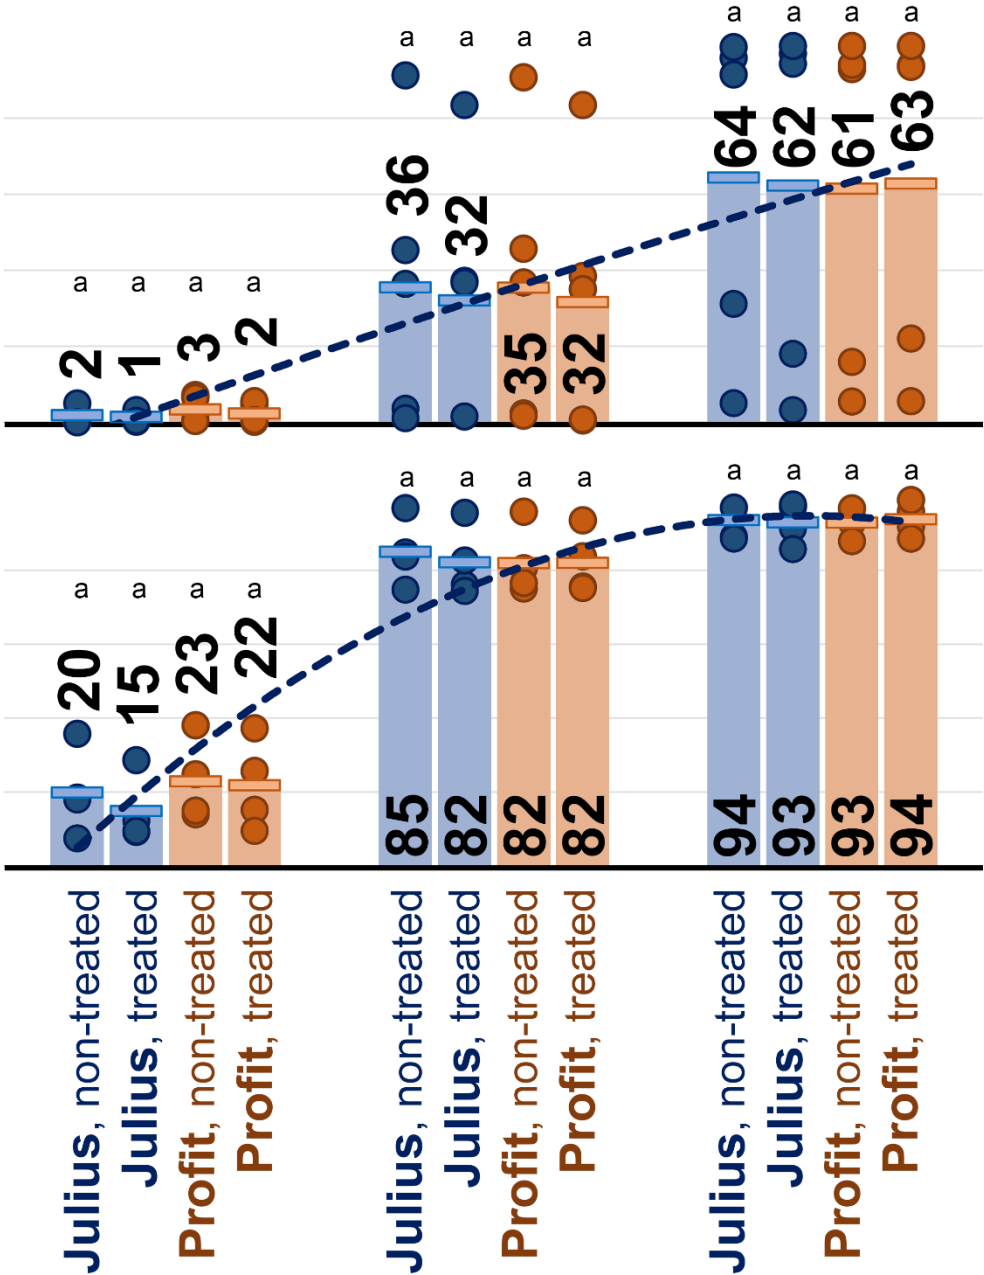 a a a a
a a a a
a a a a
2 1 3 2
36 32 35 32
64 62 61 63
a a a a
a a a a
a a a a
20 15 23 22
85 82 82 82
94 93 93 94
Julius, non-treated
Julius, treated
Profit, non-treated
Profit, treated
Julius, non-treated
Julius, treated
Profit, non-treated
Profit, treated
Julius, non-treated
Julius, treated
Profit, non-treated
Profit, treated